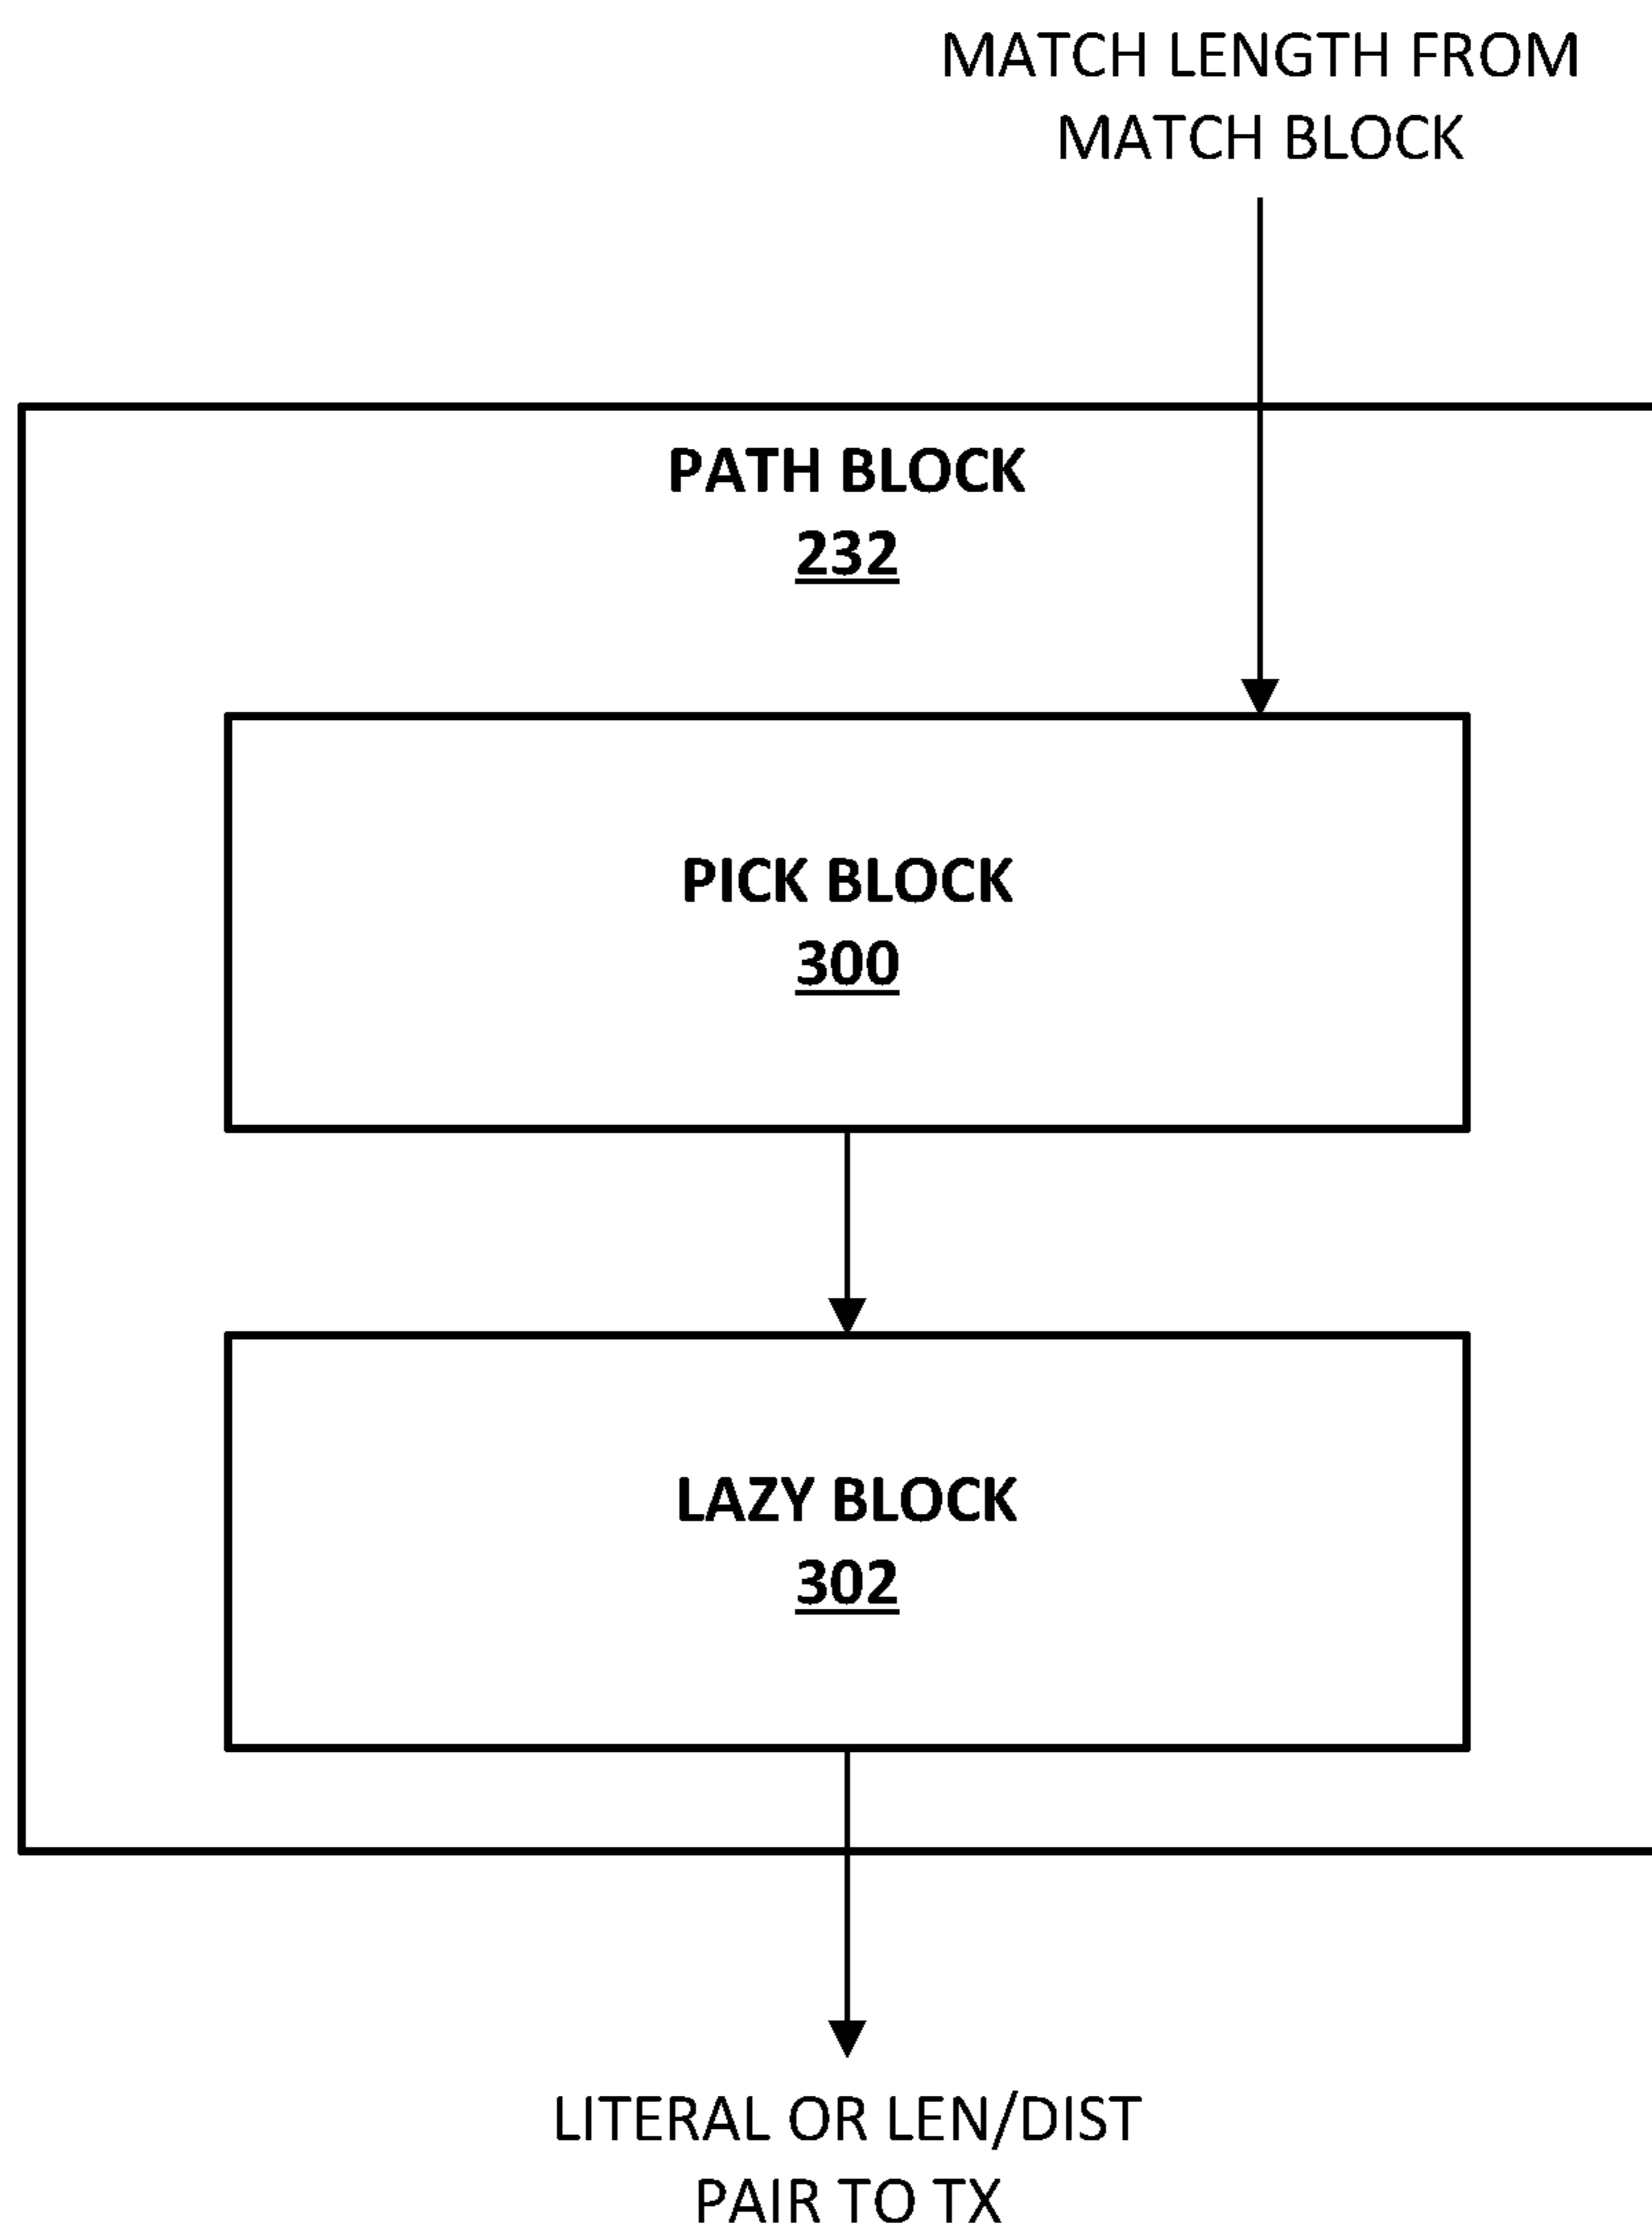 MATCH LENGTH FROM
MATCH BLOCK
PATH BLOCK
232
PICK BLOCK
300
LAZY BLOCK
302
LITERAL OR LEN/DIST
PAIR TO TX